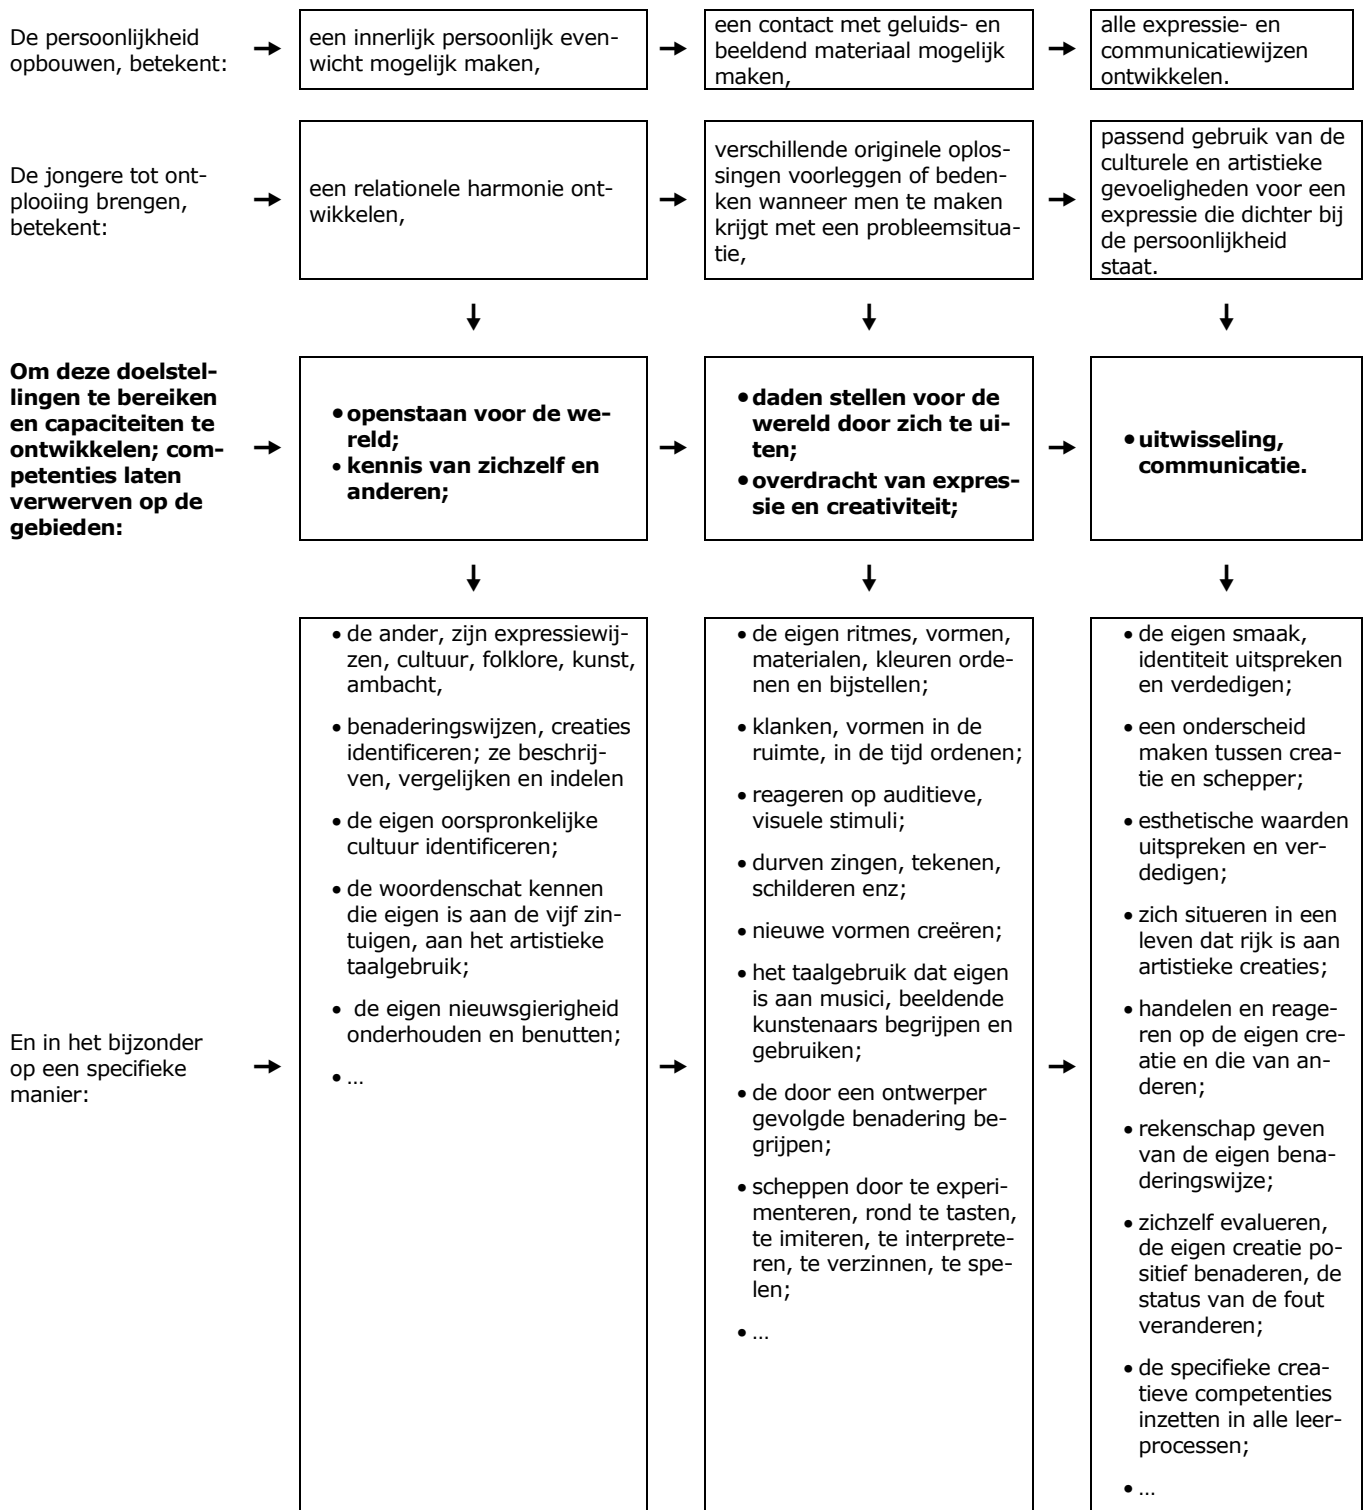 De persoonlijkheid
opbouwen, betekent:
een innerlijk persoonlijk even-
wicht mogelijk maken,
een contact met geluids- en
beeldend materiaal mogelijk
maken,
alle expressie- en
communicatiewijzen
ontwikkelen.
De jongere tot ont-
plooiing brengen,
betekent:
een relationele harmonie ont-
wikkelen,
verschillende originele oplos-
singen voorleggen of beden-
ken wanneer men te maken
krijgt met een probleemsitua-
tie,
passend gebruik van de
culturele en artistieke
gevoeligheden voor een
expressie die dichter bij
de persoonlijkheid
staat.
Om deze doelstel-
lingen te bereiken
en capaciteiten te
ontwikkelen; com-
petenties laten
verwerven op de
gebieden:
• openstaan voor de we-
reld;
• kennis van zichzelf en
anderen;
• daden stellen voor de
wereld door zich te ui-
ten;
• overdracht van expres-
sie en creativiteit;
• uitwisseling,
communicatie.
En in het bijzonder
op een specifieke
manier:
• de ander, zijn expressiewij-
zen, cultuur, folklore, kunst,
ambacht,
• benaderingswijzen, creaties
identificeren; ze beschrij-
ven, vergelijken en indelen
• de eigen oorspronkelijke
cultuur identificeren;
• de woordenschat kennen
die eigen is aan de vijf zin-
tuigen, aan het artistieke
taalgebruik;
• de eigen nieuwsgierigheid
onderhouden en benutten;
• ...
• de eigen ritmes, vormen,
materialen, kleuren orde-
nen en bijstellen;
• klanken, vormen in de
ruimte, in de tijd ordenen;
• reageren op auditieve,
visuele stimuli;
• durven zingen, tekenen,
schilderen enz;
• nieuwe vormen creëren;
• het taalgebruik dat eigen
is aan musici, beeldende
kunstenaars begrijpen en
gebruiken;
• de door een ontwerper
gevolgde benadering be-
grijpen;
• scheppen door te experi-
menteren, rond te tasten,
te imiteren, te interprete-
ren, te verzinnen, te spe-
len;
• ...
• de eigen smaak,
identiteit uitspreken
en verdedigen;
• een onderscheid
maken tussen crea-
tie en schepper;
• esthetische waarden
uitspreken en ver-
dedigen;
• zich situeren in een
leven dat rijk is aan
artistieke creaties;
• handelen en reage-
ren op de eigen cre-
atie en die van an-
deren;
• rekenschap geven
van de eigen bena-
deringswijze;
• zichzelf evalueren,
de eigen creatie po-
sitief benaderen, de
status van de fout
veranderen;
• de specifieke crea-
tieve competenties
inzetten in alle leer-
processen;
• ...